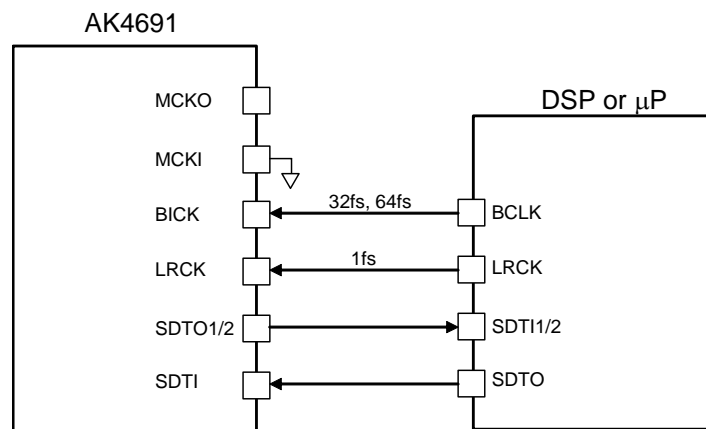 AK4691
DSP or μP
MCKO
MCKI
BICK
32fs, 64fs
BCLK
LRCK
1fs
LRCK
SDTO1/2
SDTI1/2
SDTI
SDTO